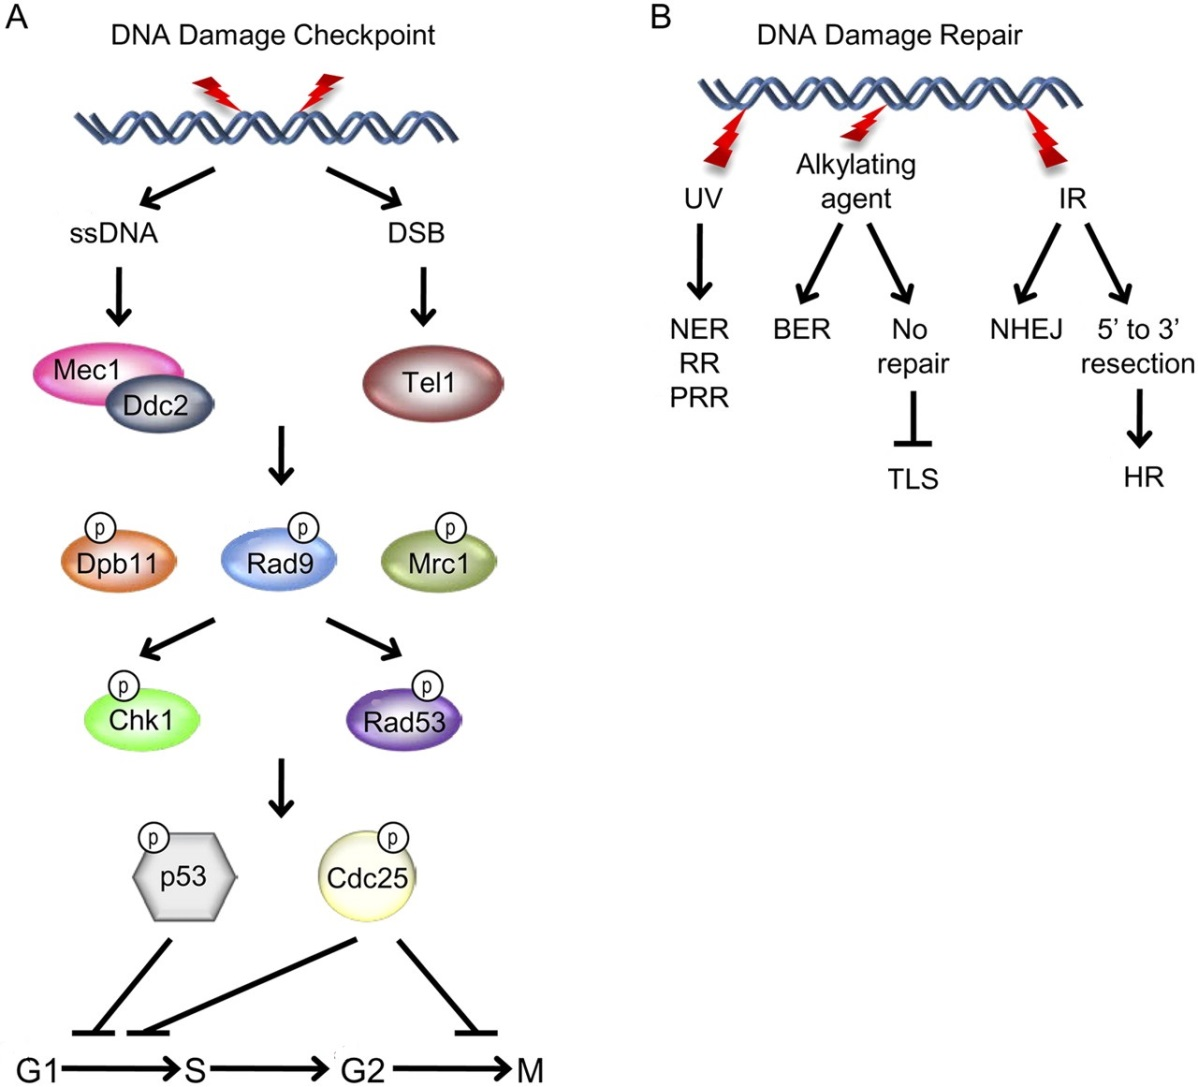 A
DNA Damage Checkpoint
ssDNA DSB
Mec1
Ddc2
Tel1
p p p
Dpb11 Rad9 Mrc1
p p
Chk1 Rad53
p p
p53 Cdc25
G1 S G2 M
B
DNA Damage Repair
UV
Alkylating
agent
IR
NER
RR
PRR
BER
No
repair
TLS
NHEJ
5’ to 3’
resection
HR